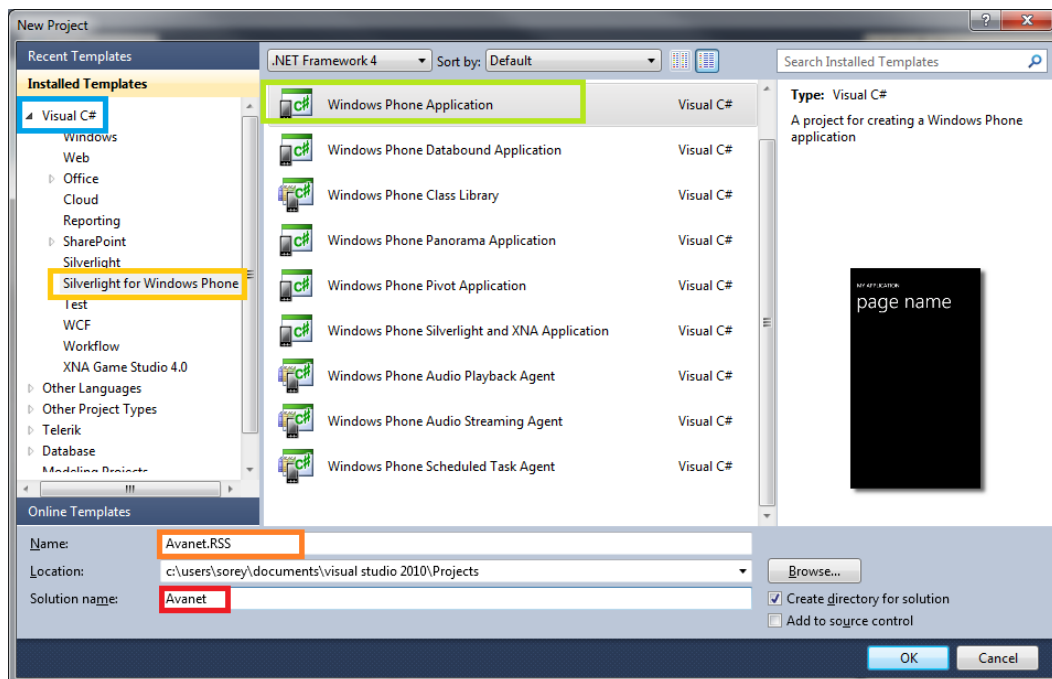 New Project
Recent Templates
Installed Templates
Visual C#
Windows
Web
Office
Cloud
Reporting
SharePoint
Silverlight
Silverlight for Windows Phone
Test
WCF
Workflow
XNA Game Studio 4.0
Other Languages
Other Project Types
Telerik
Database
Modeling Projects
Online Templates
.NET Framework 4 Sort by: Default
Windows Phone Application Visual C#
Windows Phone Databound Application Visual C#
Windows Phone Class Library Visual C#
Windows Phone Panorama Application Visual C#
Windows Phone Pivot Application Visual C#
Windows Phone Silverlight and XNA Application Visual C#
Windows Phone Audio Playback Agent Visual C#
Windows Phone Audio Streaming Agent Visual C#
Windows Phone Scheduled Task Agent Visual C#
Search Installed Templates
Type: Visual C#
A project for creating a Windows Phone
application
MY APPLICATION
page name
Name: Avanet.RSS
Location: c:\users\sorey\documents\visual studio 2010\Projects Browse...
Solution name: Avanet
Create directory for solution
Add to source control
OK Cancel